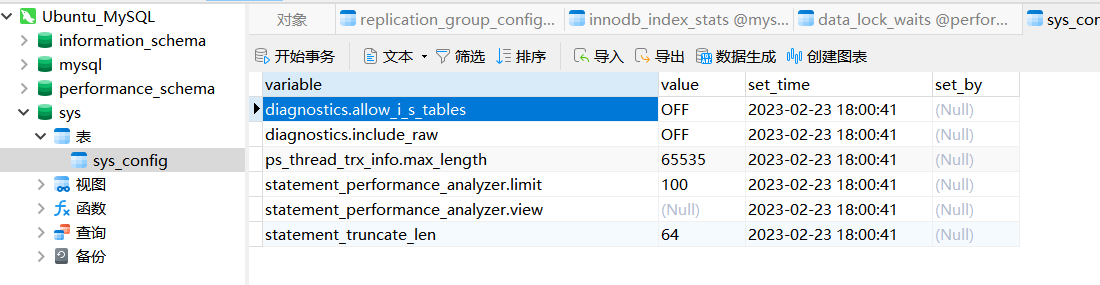 Ubuntu_MySQL
information_schema
mysql
performance_schema
sys
表
sys_config
视图
函数
查询
备份
对象 replication_group_config... innodb_index_stats @mys... data_lock_waits @perfor... sys_con
开始事务 文本 筛选 排序 导入 导出 数据生成 创建图表
variable value set_time set_by
diagnostics.allow_i_s_tables OFF 2023-02-23 18:00:41 (Null)
diagnostics.include_raw OFF 2023-02-23 18:00:41 (Null)
ps_thread_trx_info.max_length 65535 2023-02-23 18:00:41 (Null)
statement_performance_analyzer.limit 100 2023-02-23 18:00:41 (Null)
statement_performance_analyzer.view (Null) 2023-02-23 18:00:41 (Null)
statement_truncate_len 64 2023-02-23 18:00:41 (Null)